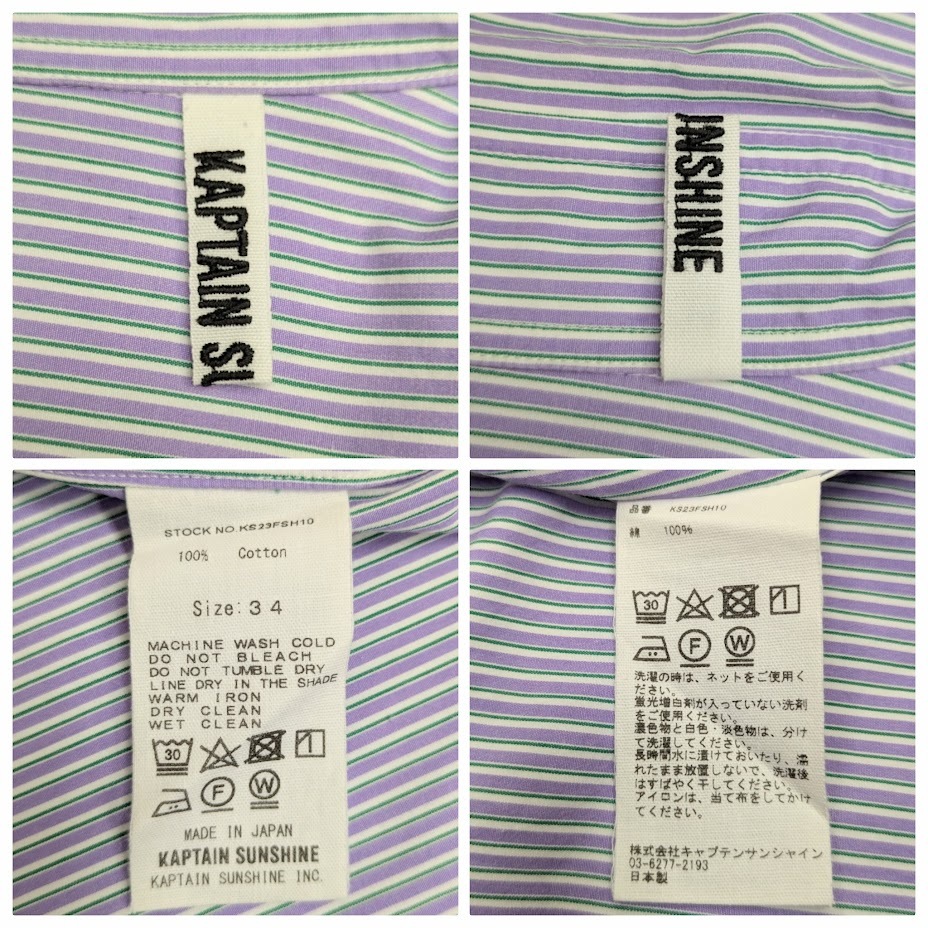 KAPTAIN SU
UNSHINE
STOCK NO.KS23FSH10
100% Cotton
Size:34
MACHINE WASH COLD
DO NOT BLEACH
DO NOT TUMBLE DRY
LINE DRY IN THE SHADE
WARM IRON
DRY CLEAN
WET CLEAN
30
F W
MADE IN JAPAN
KAPTAIN SUNSHINE
KAPTAIN SUNSHINE INC.
品番 KS23FSH10
綿 100%
30
F W
洗濯の時は、ネットをご使用く
ださい。
蛍光増白剤が入っていない洗剤
をご使用ください。
濃色物と白色・淡色物は、分け
て洗濯してください。
長時間水に漬けておいたり、濡
れたまま放置しないで、洗濯後
はすばやく干してください。
アイロンは、当て布をしてかけ
てください。
株式会社キャプテンサンシャイン
03-6277-2193
日本製